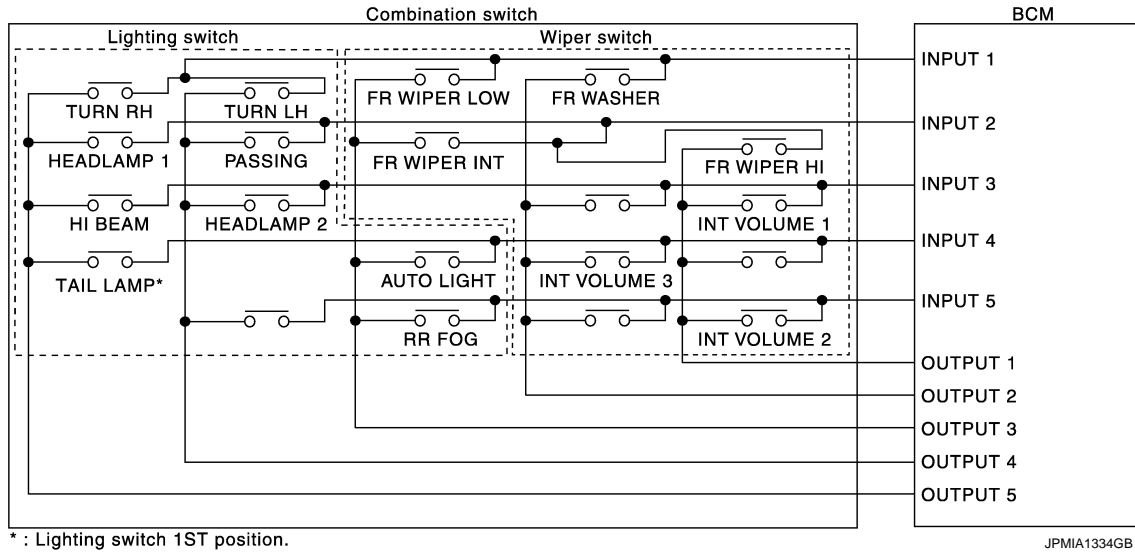 Combination switch
BCM
Lighting switch
Wiper switch
INPUT 1
TURN RH
TURN LH
FR WIPER LOW
FR WASHER
INPUT 2
HEADLAMP 1
PASSING
FR WIPER INT
FR WIPER HI
INPUT 3
HI BEAM
HEADLAMP 2
INT VOLUME 1
INPUT 4
TAIL LAMP*
AUTO LIGHT
INT VOLUME 3
INPUT 5
RR FOG
INT VOLUME 2
OUTPUT 1
OUTPUT 2
OUTPUT 3
OUTPUT 4
OUTPUT 5
* : Lighting switch 1ST position.
JPMIA1334GB